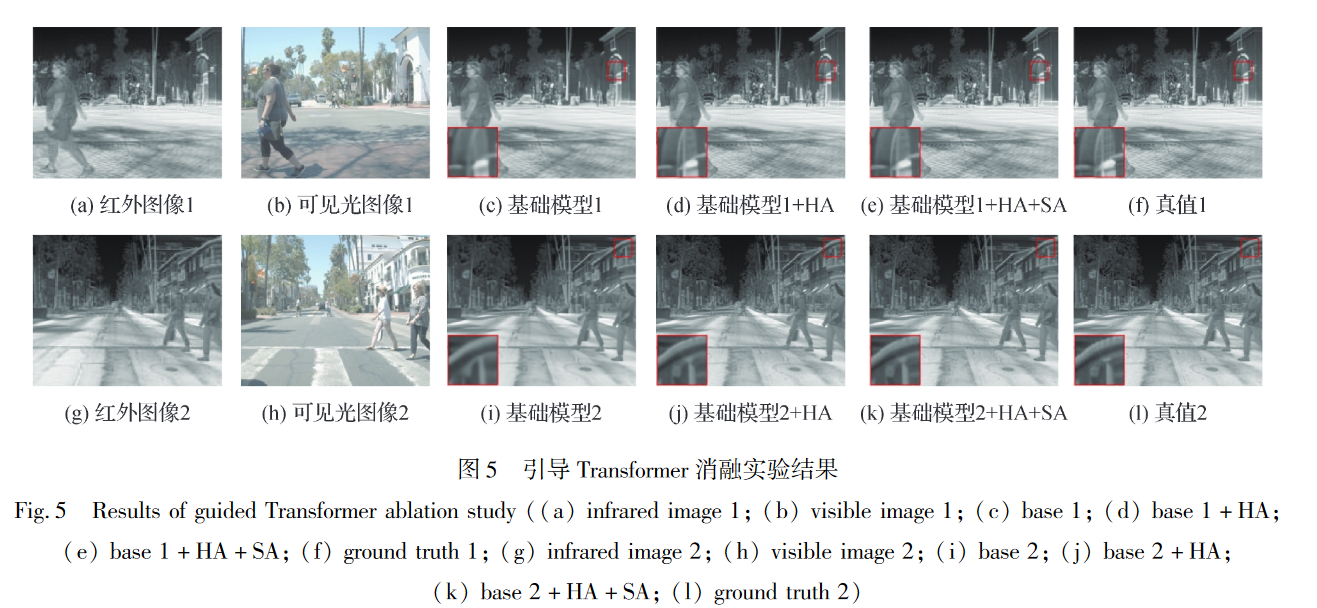 (a) 红外图像1 (b) 可见光图像1 (c) 基础模型1 (d) 基础模型1+HA (e) 基础模型1+HA+SA (f) 真值1
(g) 红外图像2 (h) 可见光图像2 (i) 基础模型2 (j) 基础模型2+HA (k) 基础模型2+HA+SA (l) 真值2
图 5 引导 Transformer 消融实验结果
Fig. 5 Results of guided Transformer ablation study ((a) infrared image 1; (b) visible image 1; (c) base 1; (d) base 1 + HA;
(e) base 1 + HA + SA; (f) ground truth 1; (g) infrared image 2; (h) visible image 2; (i) base 2; (j) base 2 + HA;
(k) base 2 + HA + SA; (l) ground truth 2)